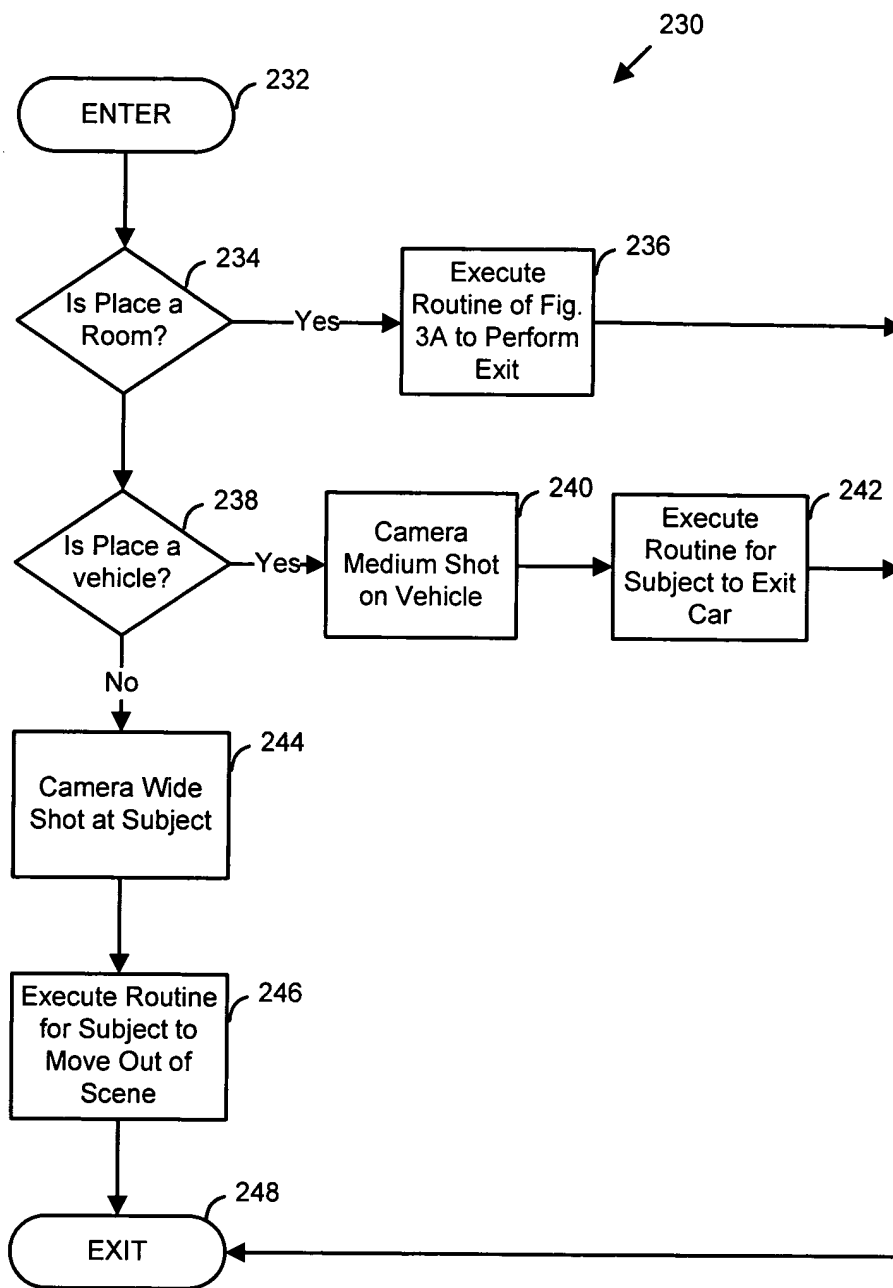 230
232
ENTER
234
Is Place a
Room?
Yes
236
Execute
Routine of Fig.
3A to Perform
Exit
238
Is Place a
vehicle?
Yes
240
Camera
Medium Shot
on Vehicle
242
Execute
Routine for
Subject to Exit
Car
No
244
Camera Wide
Shot at Subject
246
Execute Routine
for Subject to
Move Out of
Scene
248
EXIT